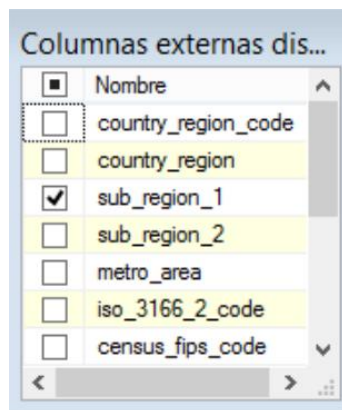 Columnas externas dis...
Nombre
country_region_code
country_region
sub_region_1
sub_region_2
metro_area
iso_3166_2_code
census_fips_code